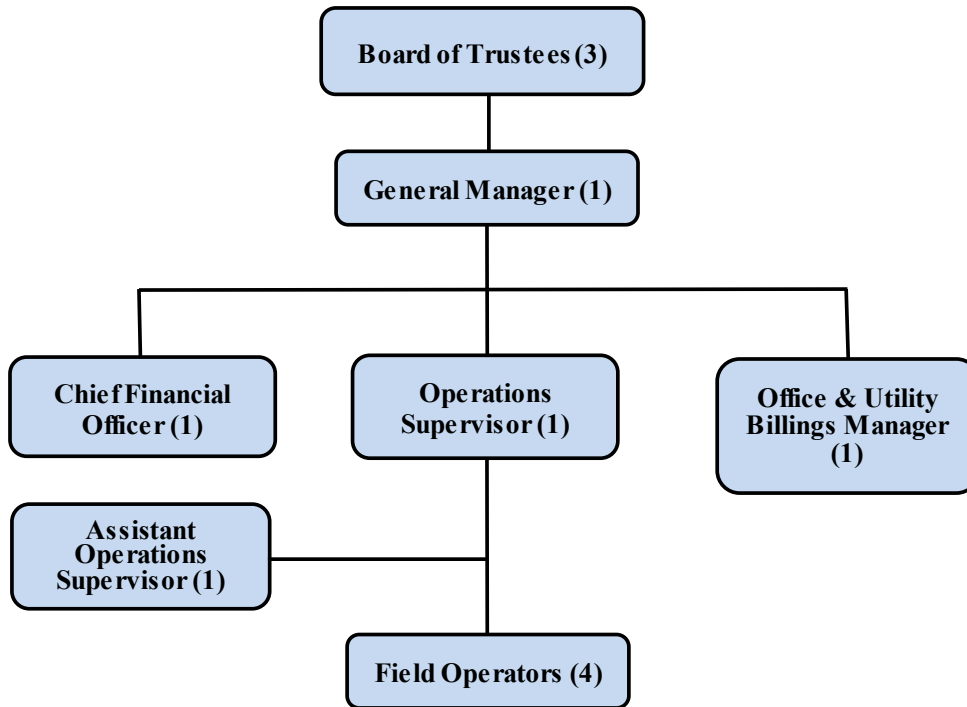 Board of Trustees (3)
General Manager (1)
Chief Financial
Officer (1)
Operations
Supervisor (1)
Office & Utility
Billings Manager
(1)
Assistant
Operations
Supervisor (1)
Field Operators (4)